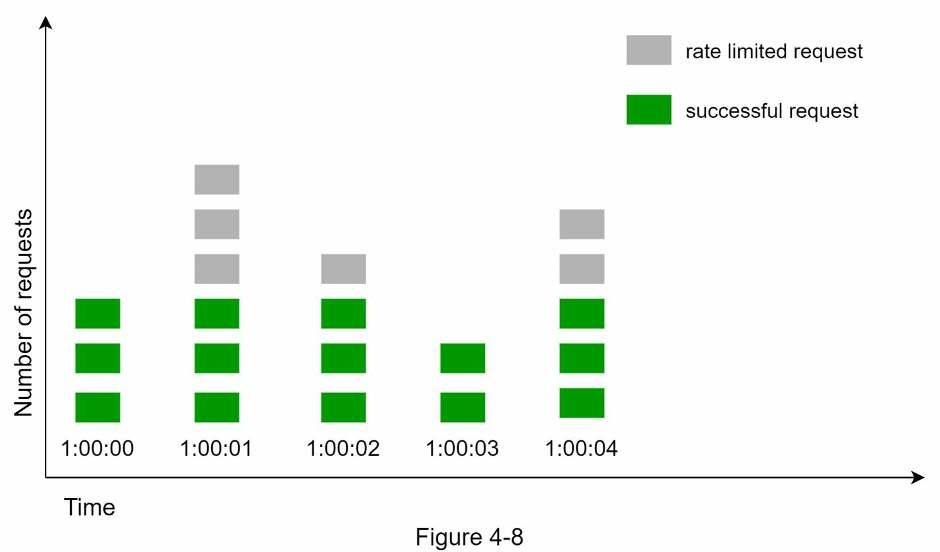 rate limited request
successful request
Number of requests
1:00:00 1:00:01 1:00:02 1:00:03 1:00:04
Time
Figure 4-8